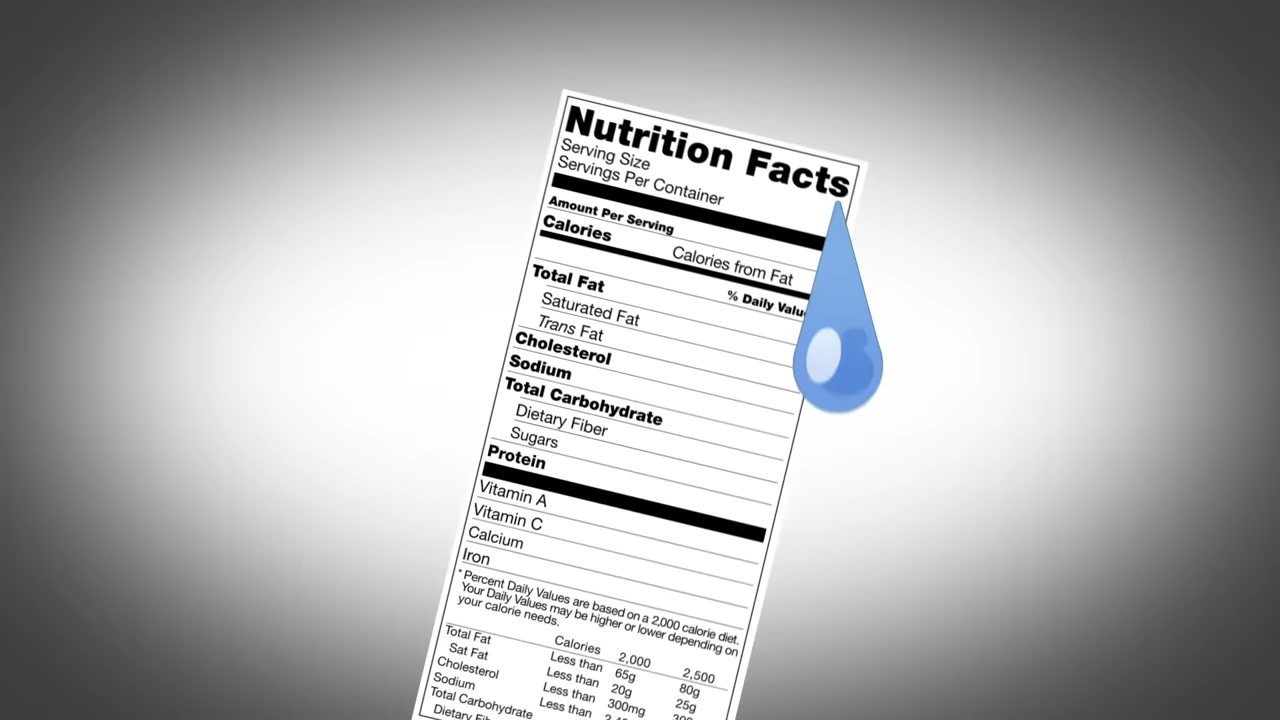 Nutrition Facts
Serving Size
Servings Per Container
Amount Per Serving
Calories Calories from Fat
% Daily Valu
Total Fat
Saturated Fat
Trans Fat
Cholesterol
Sodium
Total Carbohydrate
Dietary Fiber
Sugars
Protein
Vitamin A
Vitamin C
Calcium
Iron
* Percent Daily Values are based on a 2,000 calorie diet.
Your Daily Values may be higher or lower depending on
your calorie needs.
Calories 2,000 2,500
Total Fat Less than 65g 80g
Sat Fat Less than 20g 25g
Cholesterol Less than 300mg
Sodium Less than
Total Carbohydrate
Dietary